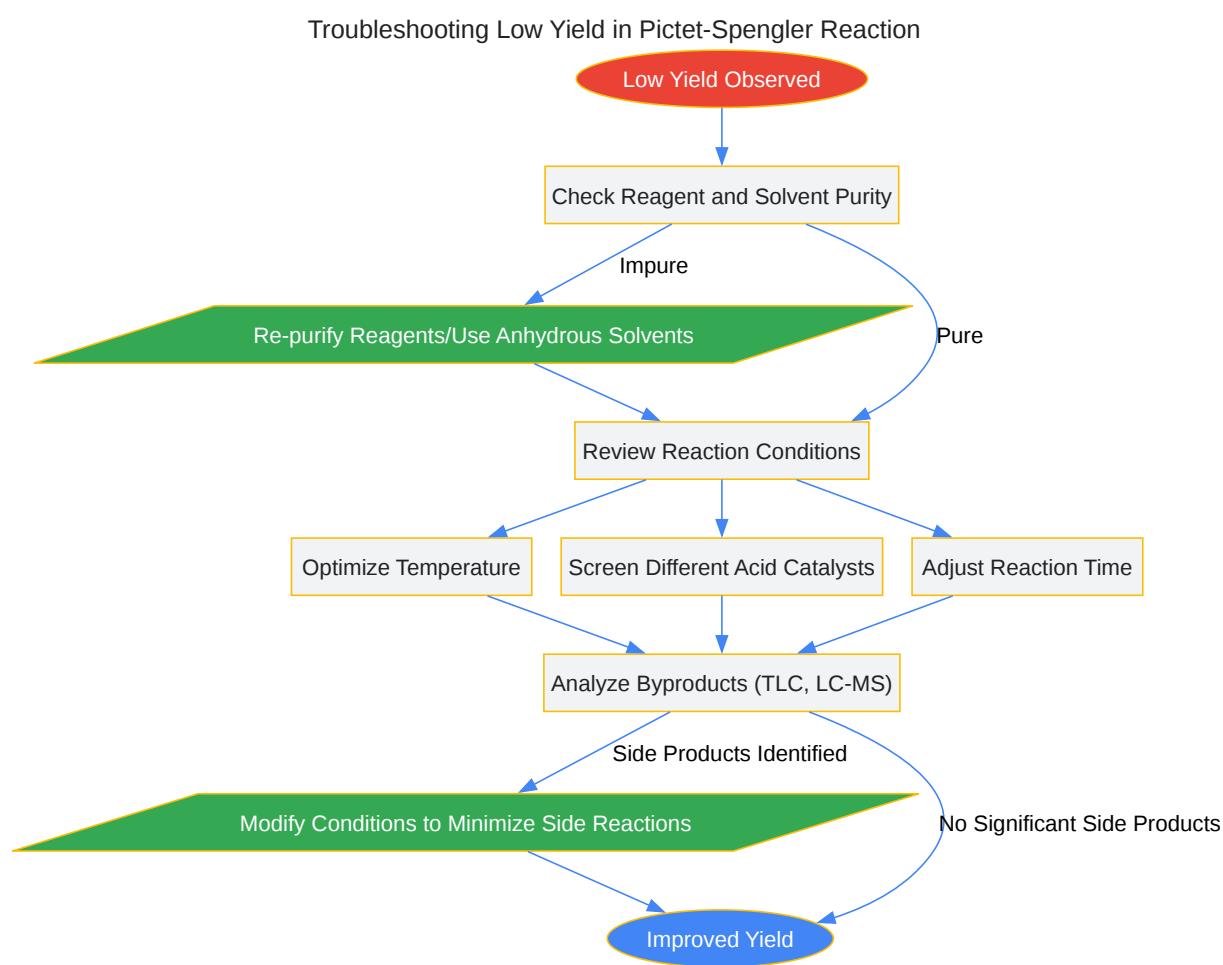 Troubleshooting Low Yield in Pictet-Spengler Reaction
Low Yield Observed
Check Reagent and Solvent Purity
Impure
Re-purify Reagents/Use Anhydrous Solvents
Pure
Review Reaction Conditions
Optimize Temperature
Screen Different Acid Catalysts
Adjust Reaction Time
Analyze Byproducts (TLC, LC-MS)
Side Products Identified
Modify Conditions to Minimize Side Reactions
No Significant Side Products
Improved Yield